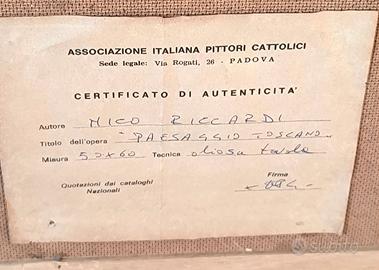 ASSOCIAZIONE ITALIANA PITTORI CATTOLICI
Sede legale: Via Rogati, 26 - PADOVA
CERTIFICATO DI AUTENTICITA'
Autore NICO RICCARDI
Titolo dell'opera "PAESAGGIO TOSCANO"
Misura 50x60 Tecnica olio su tavola
Quotazioni dai cataloghi
Nazionali
Firma
subito